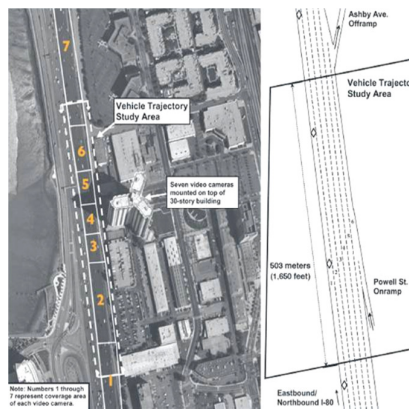 7
Vehicle Trajectory
Study Area
6
5
Seven video cameras
mounted on top of
30-story building
4
3
2
1
Note: Numbers 1 through
7 represent coverage area
of each video camera.
Ashby Ave.
Offramp
Vehicle Trajecto
Study Area
503 meters
(1,650 feet)
Powell St.
Onramp
Eastbound/
Northbound I-80